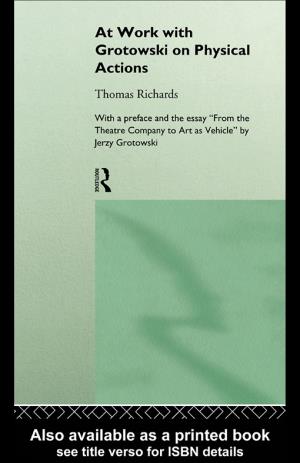 At Work with
Grotowski on Physical
Actions
Thomas Richards
With a preface and the essay “From the
Theatre Company to Art as Vehicle” by
Jerzy Grotowski
ROUTLEDGE
Also available as a printed book
see title verso for ISBN details